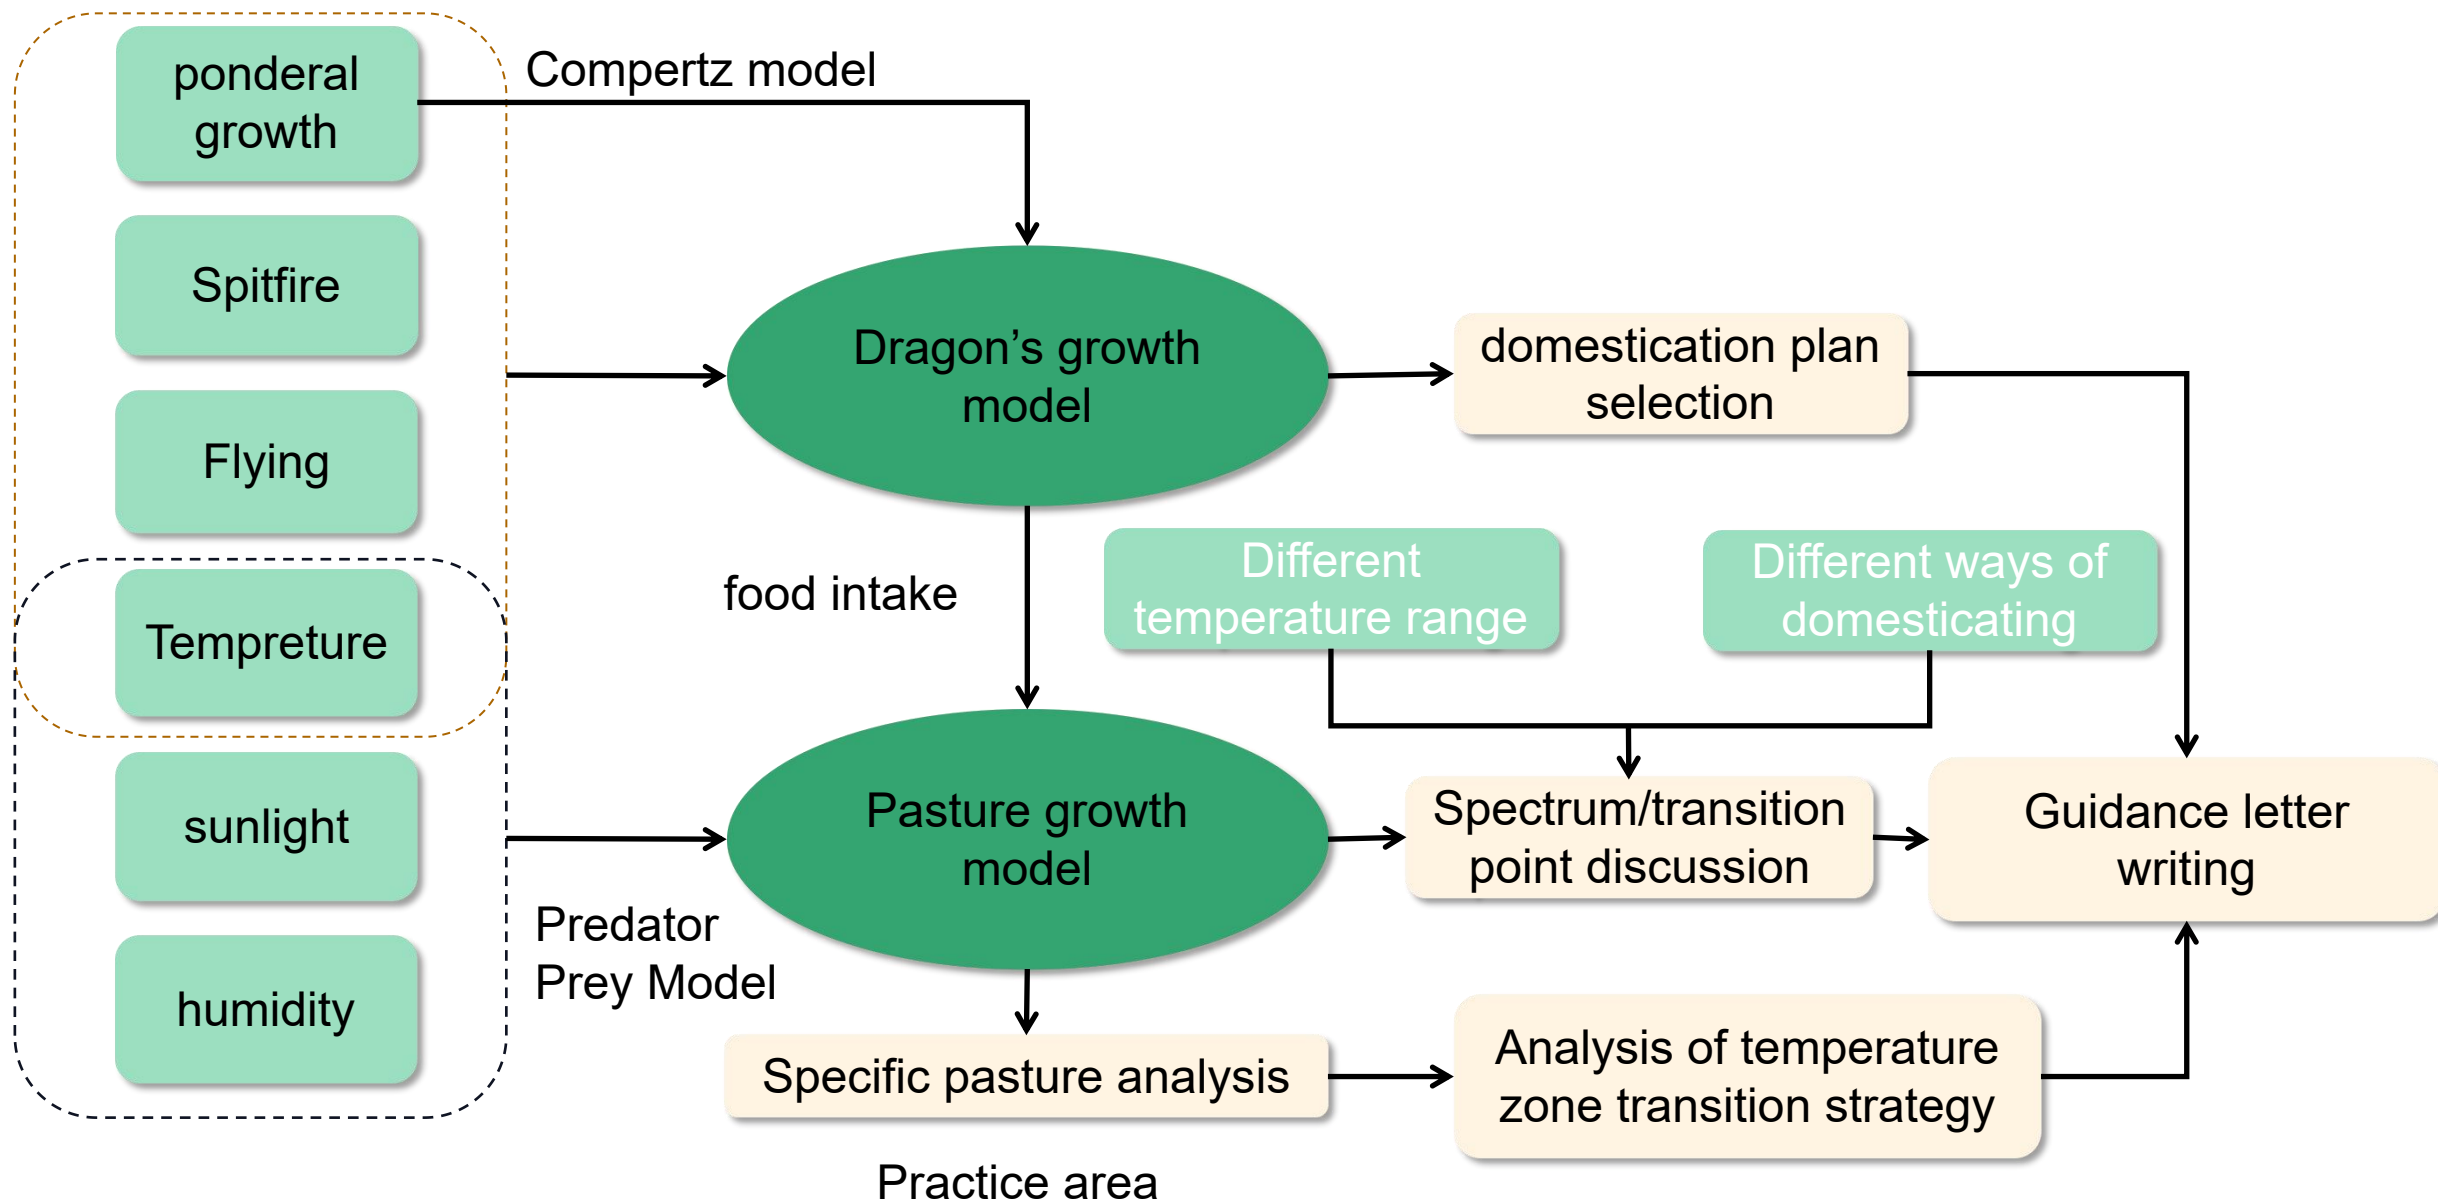 ponderal
growth
Compertz model
Spitfire
Flying
Tempreture
sunlight
humidity
Dragon’s growth
model
domestication plan
selection
food intake
Different
temperature range
Different ways of
domesticating
Pasture growth
model
Spectrum/transition
point discussion
Guidance letter
writing
Predator
Prey Model
Specific pasture analysis
Analysis of temperature
zone transition strategy
Practice area